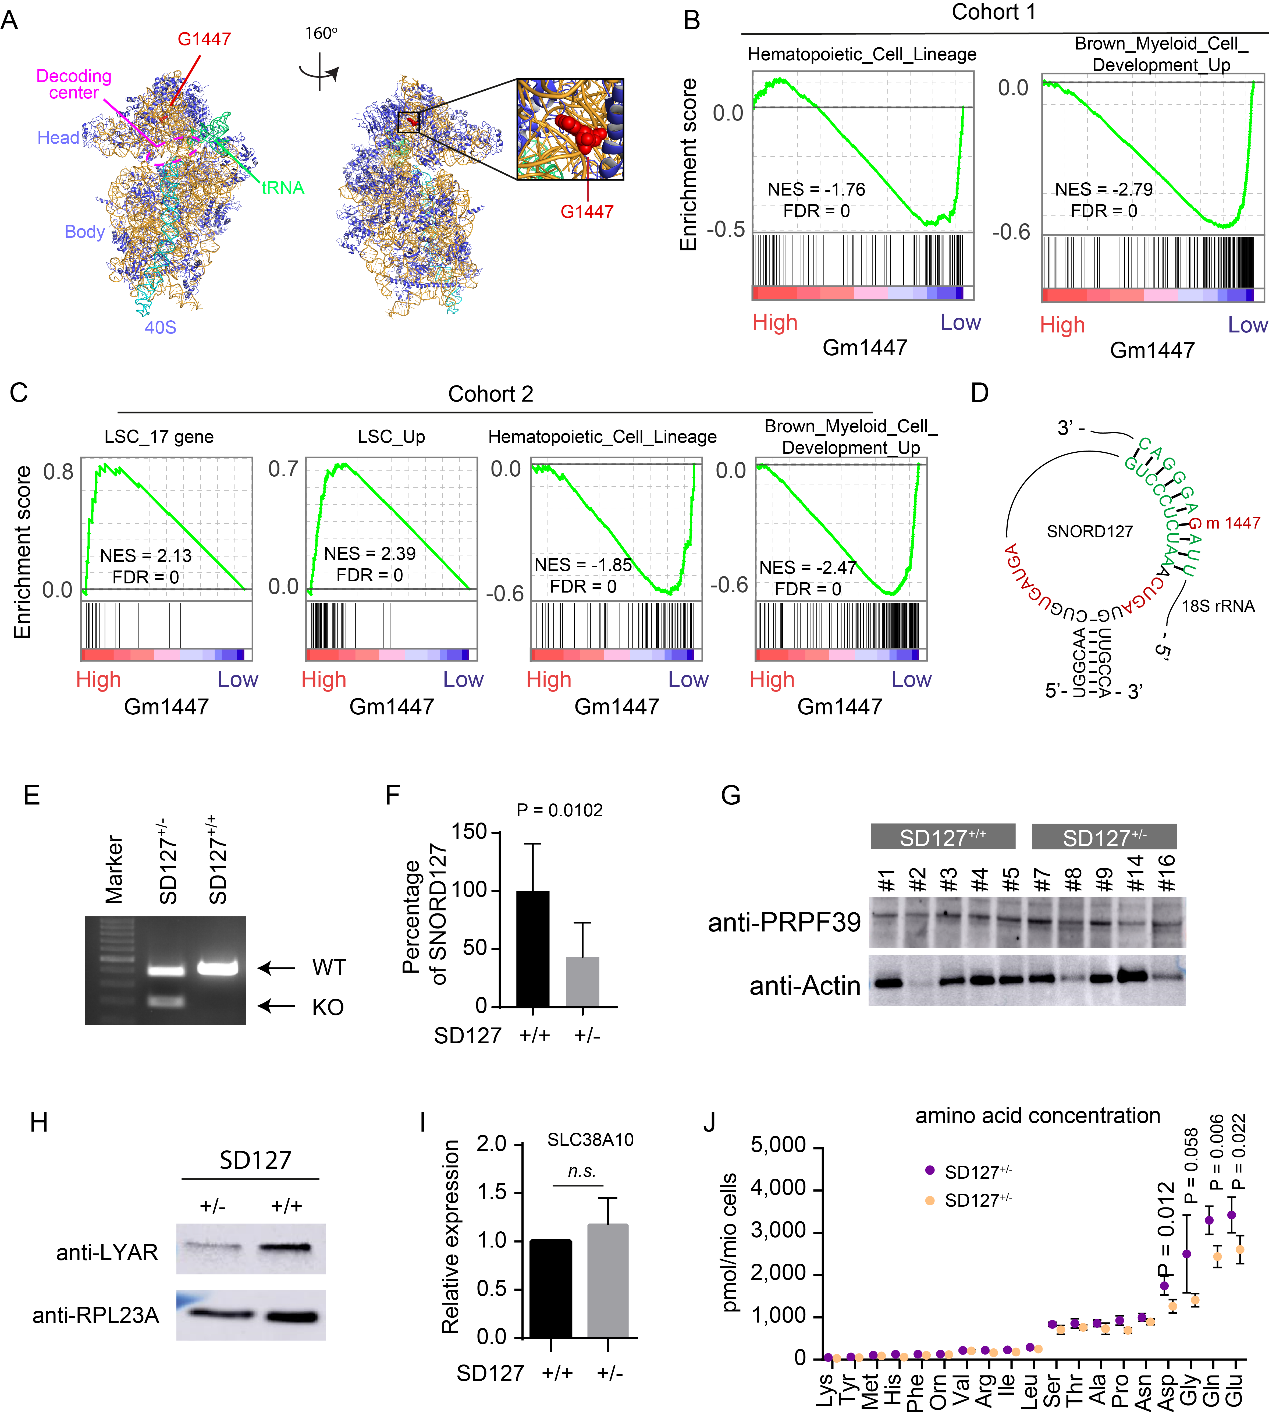 A
G1447
160°
Decoding
center
Head
tRNA
Body
40S
G1447
B
Cohort 1
Hematopoietic_Cell_Lineage
Brown_Myeloid_Cell_
Development_Up
Enrichment score
0.0
-0.5
NES = -1.76
FDR = 0
0.0
-0.6
NES = -2.79
FDR = 0
High
Low
Gm1447
High
Low
Gm1447
C
Cohort 2
LSC_17 gene
LSC_Up
Hematopoietic_Cell_Lineage
Brown_Myeloid_Cell_
Development_Up
Enrichment score
0.8
0.0
NES = 2.13
FDR = 0
0.7
0.0
NES = 2.39
FDR = 0
0.0
-0.6
NES = -1.85
FDR = 0
0.0
-0.6
NES = -2.47
FDR = 0
High
Low
Gm1447
High
Low
Gm1447
High
Low
Gm1447
High
Low
Gm1447
D
3' -
CAGGGAGAUU
m 1447
GUCCCUCUAA
SNORD127
ACUGAUG
18S rRNA
- 5'
CUGUGAUGA
UGGCAA
UUGCCA
5'-
- 3'
E
Marker
SD127+/-
SD127+/+
WT
KO
F
P = 0.0102
Percentage
of SNORD127
150
100
50
0
SD127
+/+
+/-
G
SD127+/+
SD127+/-
#1
#2
#3
#4
#5
#7
#8
#9
#14
#16
anti-PRPF39
anti-Actin
H
SD127
+/-
+/+
anti-LYAR
anti-RPL23A
I
SLC38A10
n.s.
Relative expression
2.0
1.5
1.0
0.5
0.0
SD127
+/+
+/-
J
amino acid concentration
pmol/mio cells
5,000
4,000
3,000
2,000
1,000
0
SD127+/-
SD127+/-
P = 0.012
P = 0.058
P = 0.006
P = 0.022
Lys
Tyr
Met
His
Phe
Orn
Val
Arg
Ile
Leu
Ser
Thr
Ala
Pro
Asn
Asp
Gly
Gln
Glu